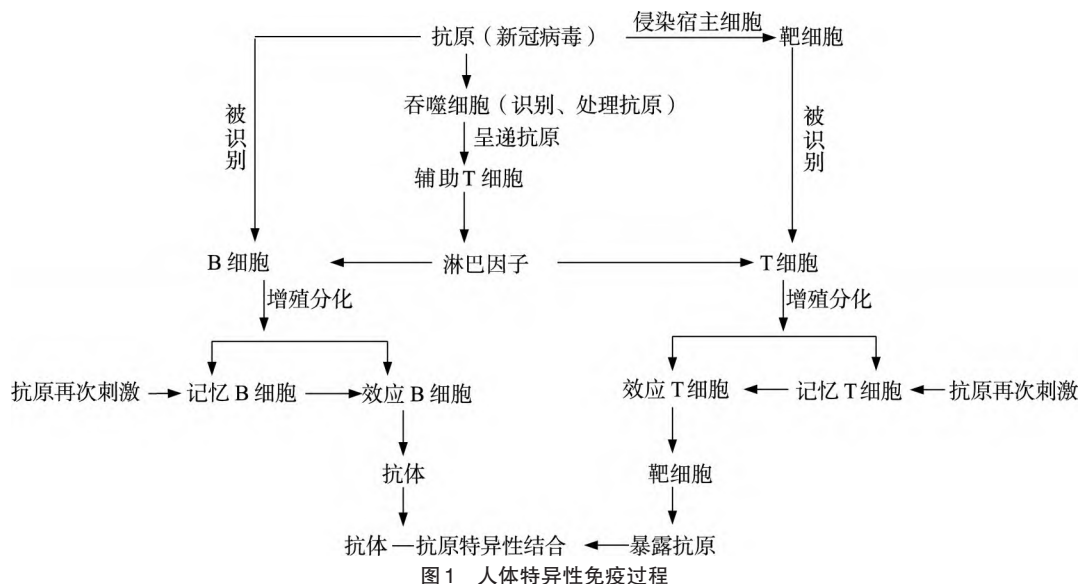 侵染宿主细胞
抗原（新冠病毒） 靶细胞
吞噬细胞（识别、处理抗原）
被识别 呈递抗原 被识别
辅助T细胞
B细胞 淋巴因子 T细胞
增殖分化 增殖分化
抗原再次刺激 记忆B细胞 效应B细胞 效应T细胞 记忆T细胞 抗原再次刺激
抗体 靶细胞
抗体—抗原特异性结合 暴露抗原
图1 人体特异性免疫过程